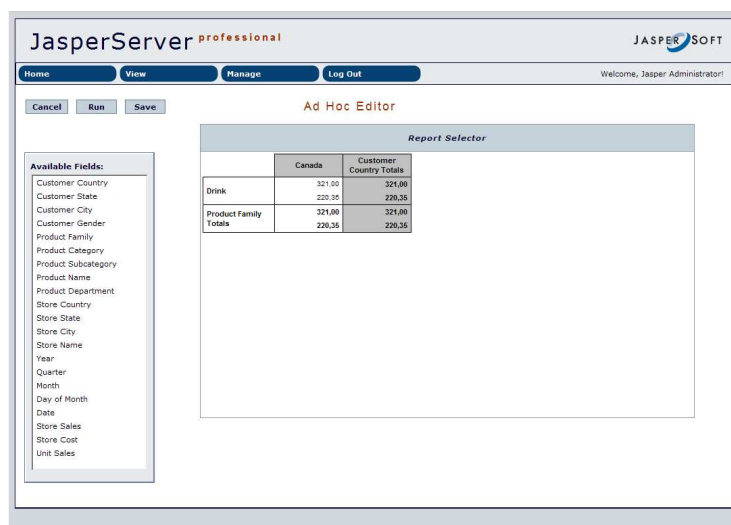 JasperServer professional
JASPERSOFT
Home View Manage Log Out
Welcome, Jasper Administrator!
Cancel Run Save
Ad Hoc Editor
Report Selector
Available Fields:
Customer Country
Customer State
Customer City
Customer Gender
Product Family
Product Category
Product Subcategory
Product Name
Product Department
Store Country
Store State
Store City
Store Name
Year
Quarter
Month
Day of Month
Date
Store Sales
Store Cost
Unit Sales
Canada Customer
Country Totals
Drink
321,00 321,00
220,35 220,35
Product Family
Totals
321,00 321,00
220,35 220,35